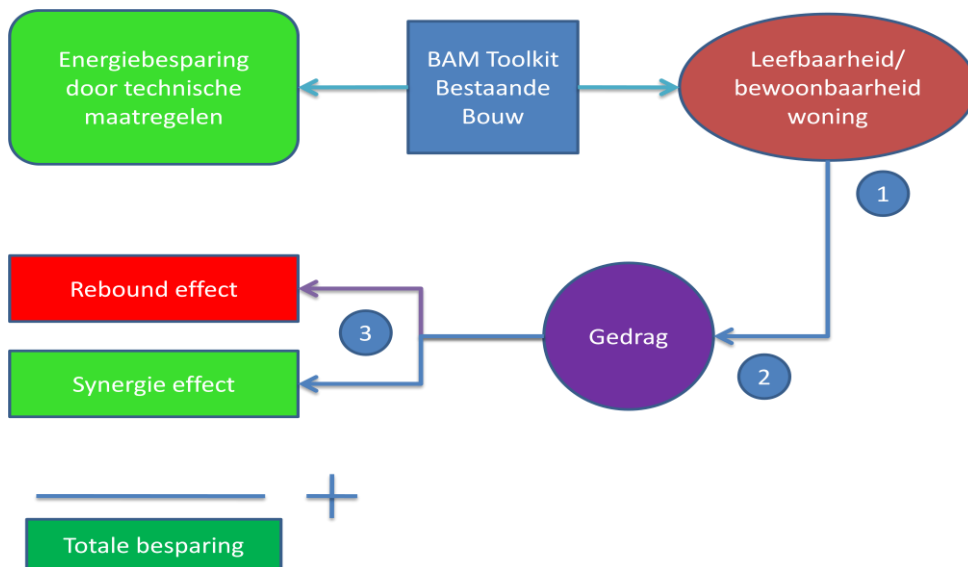 Energiebesparing
door technische
maatregelen
BAM Toolkit
Bestaande
Bouw
Leefbaarheid/
bewoonbaarheid
woning
1
Rebound effect
3
Gedrag
2
Synergie effect
Totale besparing